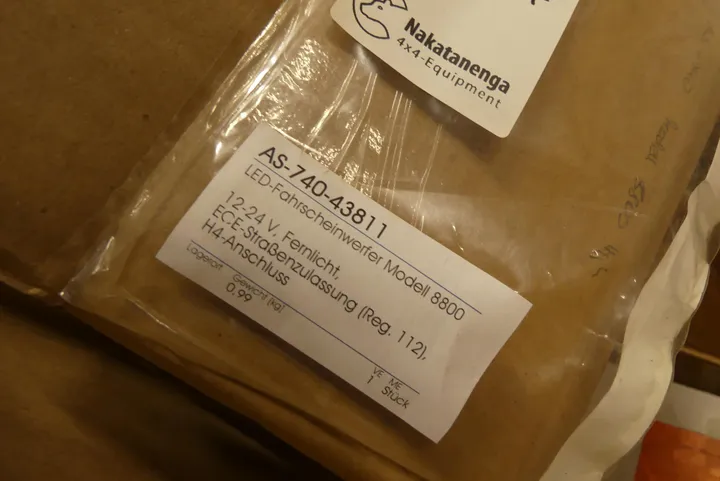 Nakatanenga
4x4-Equipment
AS-740-43811
LED-Fahrscheinwerfer Modell 8800
12-24 V, Fernlicht,
ECE-Straßenzulassung (Reg. 112),
H4-Anschluss
Lagerort Gewicht (kg) VE ME
0.99 1 Stück